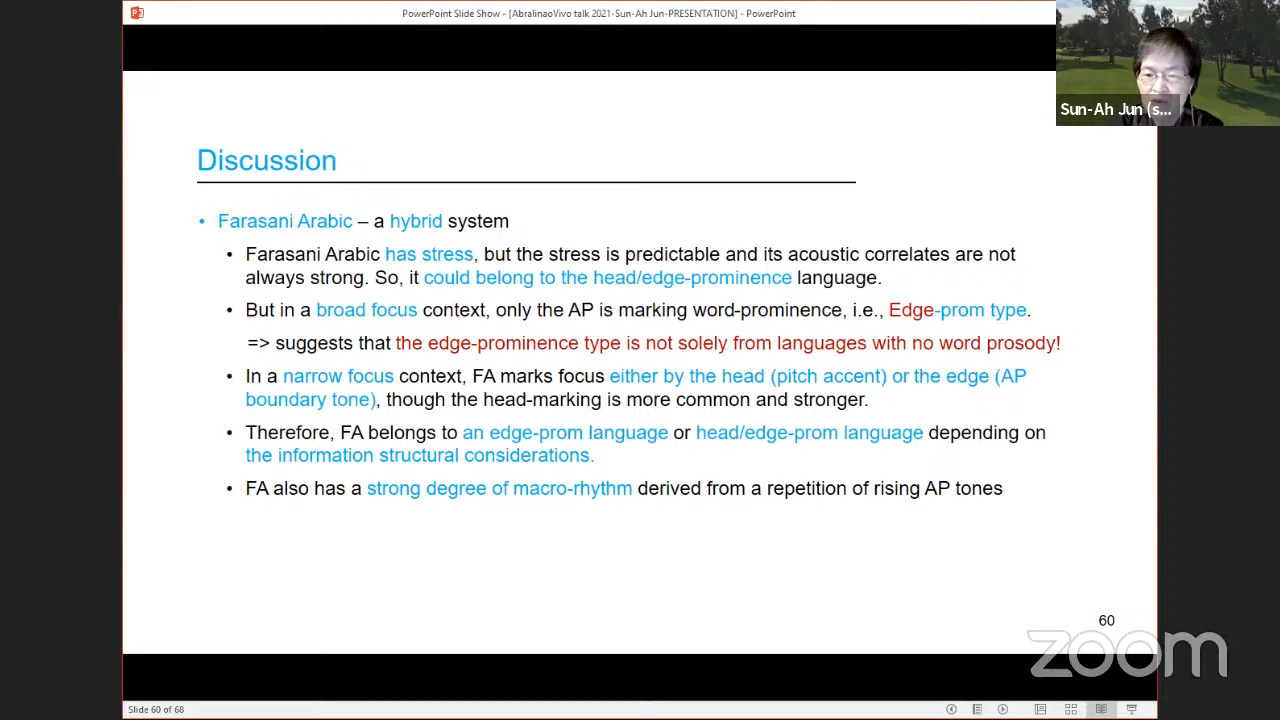 PowerPoint Slide Show - [AbralinaoVivo talk 2021-Sun-Ah Jun-PRESENTATION] - PowerPoint
Sun-Ah Jun (s...
Discussion
• Farasani Arabic – a hybrid system
• Farasani Arabic has stress, but the stress is predictable and its acoustic correlates are not
always strong. So, it could belong to the head/edge-prominence language.
• But in a broad focus context, only the AP is marking word-prominence, i.e., Edge-prom type.
=> suggests that the edge-prominence type is not solely from languages with no word prosody!
• In a narrow focus context, FA marks focus either by the head (pitch accent) or the edge (AP
boundary tone), though the head-marking is more common and stronger.
• Therefore, FA belongs to an edge-prom language or head/edge-prom language depending on
the information structural considerations.
• FA also has a strong degree of macro-rhythm derived from a repetition of rising AP tones
60
zoom
Slide 60 of 68